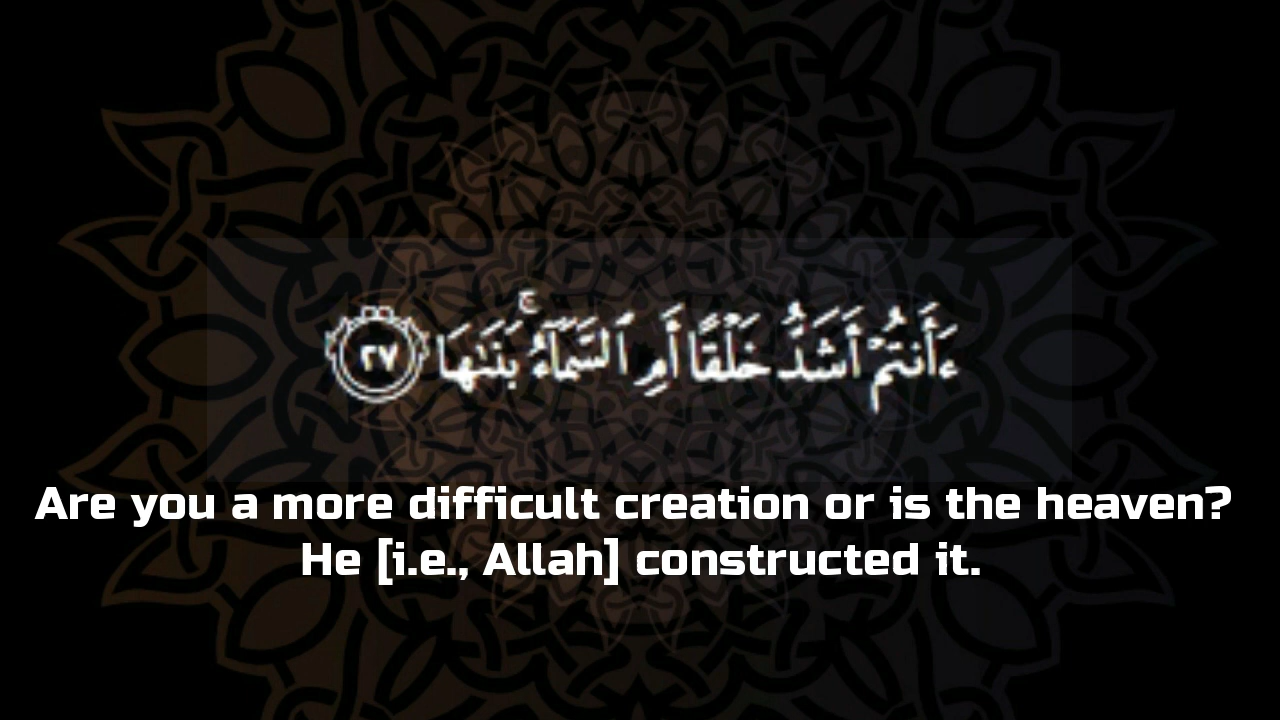 ءَأَنتُمْ أَشَدُّ خَلْقًا أَمِ ٱلسَّمَآءُ ۚ بَنَىٰهَا ٢٧
Are you a more difficult creation or is the heaven?
He [i.e., Allah] constructed it.